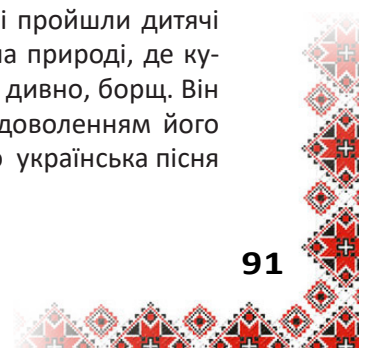 і пройшли дитячі
на природі, де ку-
дивно, борщ. Він
доволенням його
українська пісня
91